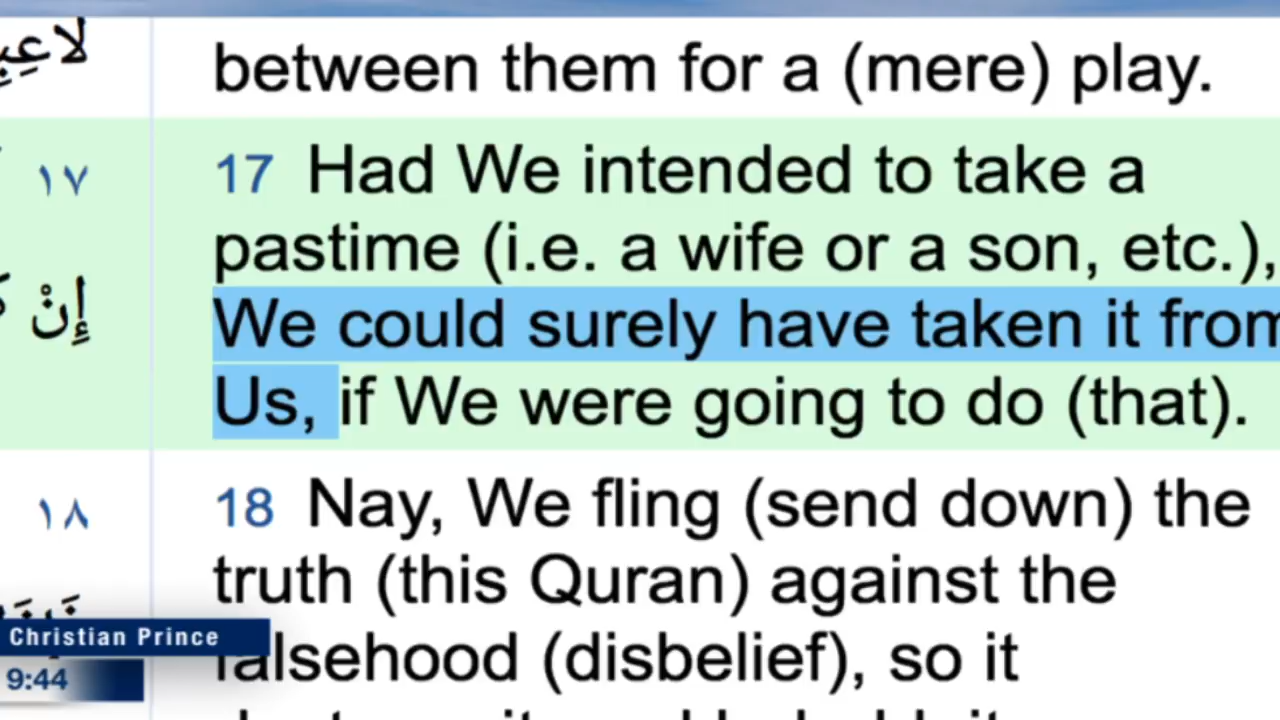 between them for a (mere) play.
١٧
17 Had We intended to take a
pastime (i.e. a wife or a son, etc.),
We could surely have taken it from
Us, if We were going to do (that).
إِنْ
١٨
18 Nay, We fling (send down) the
truth (this Quran) against the
falsehood (disbelief), so it
Christian Prince
9:44